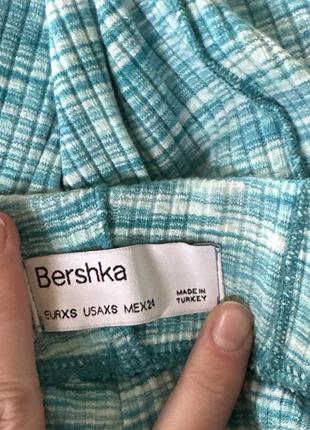 Bershka
MADE IN
TURKEY
EURXS USAXS MEX24